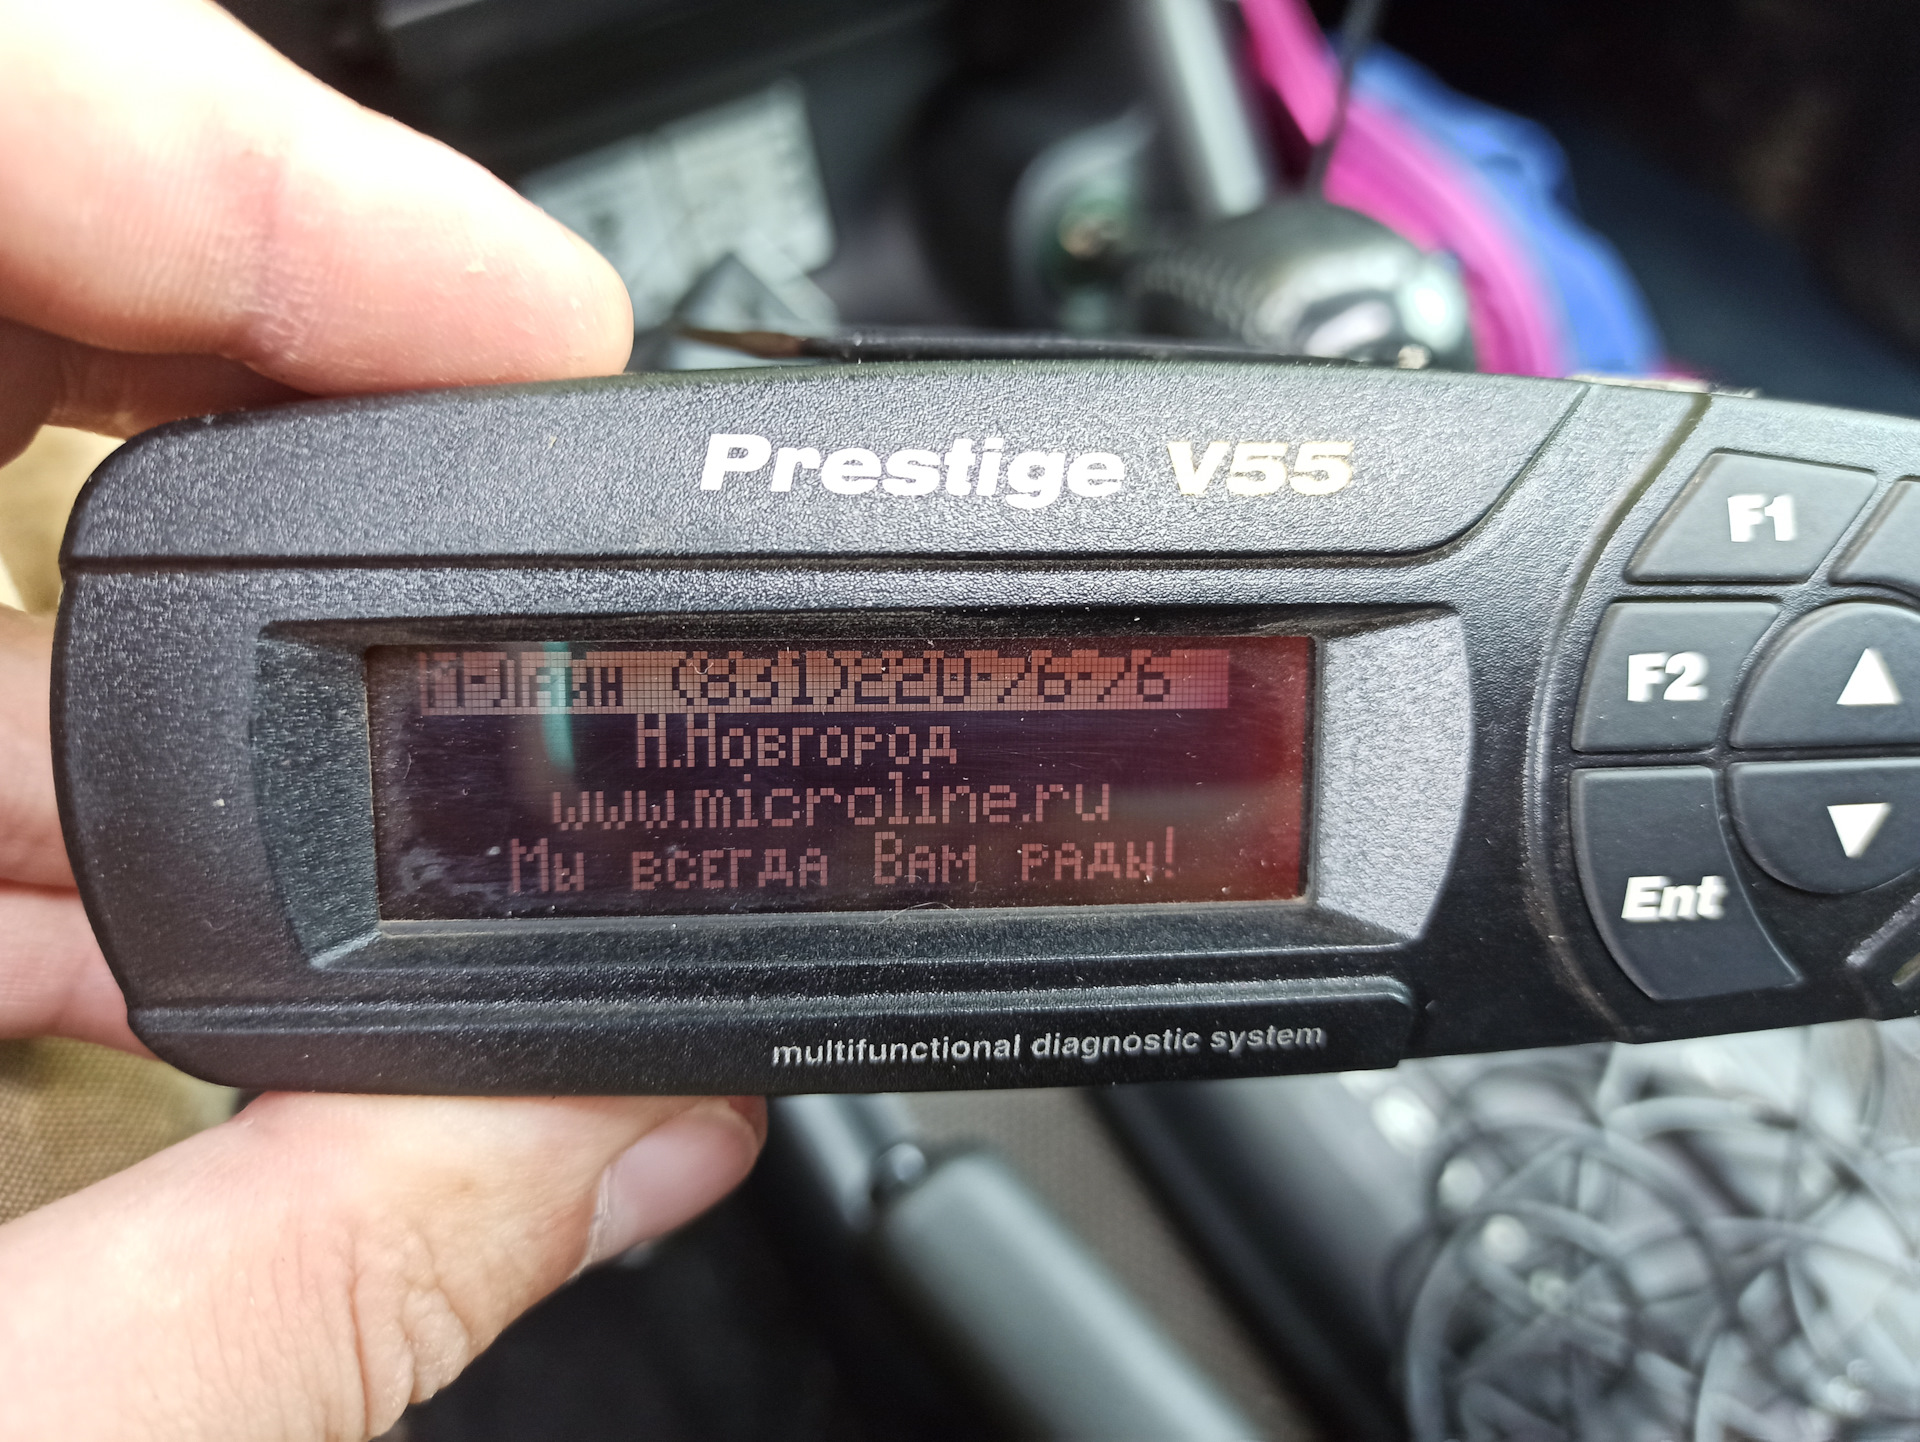 Prestige V55
(831)220-76-76
Н.Новгород
www.microline.ru
Мы всегда Вам рады!
multifunctional diagnostic system
F1
F2
Ent